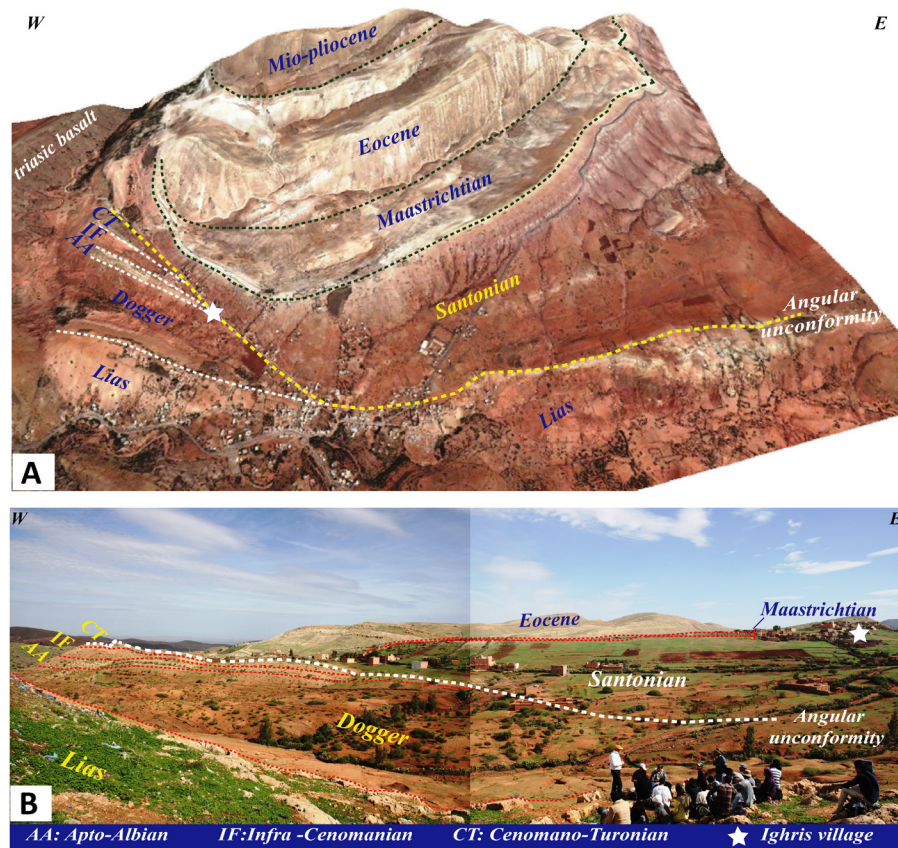 W
E
Mio-pliocene
triasic basalt
Eocene
Maastrichtian
CT
IF
AA
Santonian
Dogger
Angular
unconformity
Lias
Lias
A
W
E
CT
IF
AA
Eocene
Maastrichtian
Santonian
Dogger
Angular
unconformity
Lias
B
AA: Apto-Albian IF:Infra -Cenomanian CT: Cenomano-Turonian Ighris village